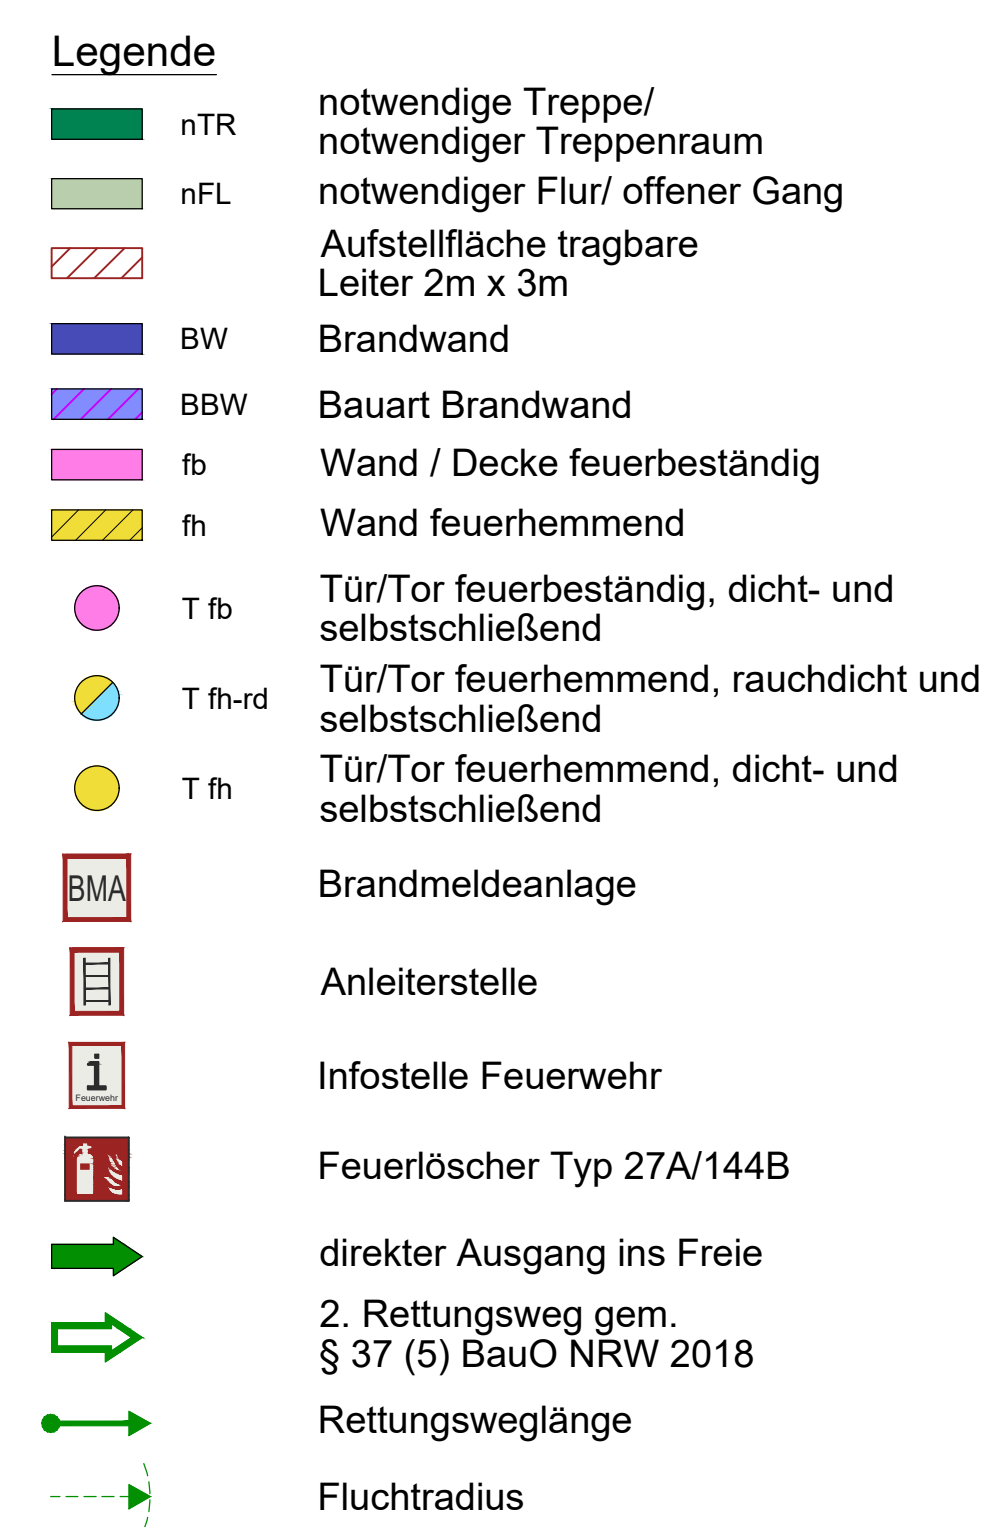 Legende
nTR notwendige Treppe/
notwendiger Treppenraum
nFL notwendiger Flur/ offener Gang
Aufstellfläche tragbare
Leiter 2m x 3m
BW Brandwand
BBW Bauart Brandwand
fb Wand / Decke feuerbeständig
fh Wand feuerhemmend
T fb Tür/Tor feuerbeständig, dicht- und
selbstschließend
T fh-rd Tür/Tor feuerhemmend, rauchdicht und
selbstschließend
T fh Tür/Tor feuerhemmend, dicht- und
selbstschließend
BMA Brandmeldeanlage
Anleiterstelle
i
Feuerwehr
Infostelle Feuerwehr
Feuerlöscher Typ 27A/144B
direkter Ausgang ins Freie
2. Rettungsweg gem.
§ 37 (5) BauO NRW 2018
Rettungsweglänge
Fluchtradius